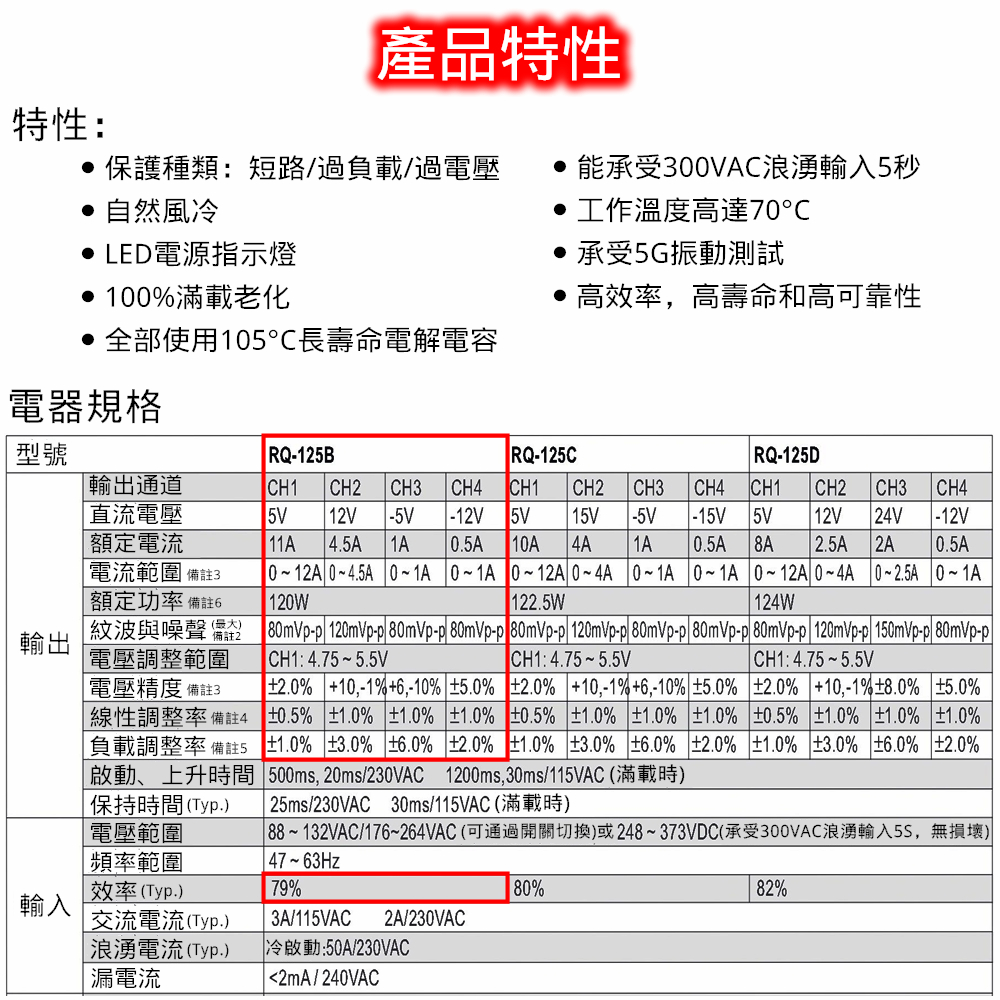 產品特性
特性：
• 保護種類：短路/過負載/過電壓
• 自然風冷
• LED電源指示燈
• 100%滿載老化
• 全部使用105°C長壽命電解電容
• 能承受300VAC浪湧輸入5秒
• 工作溫度高達70°C
• 承受5G振動測試
• 高效率，高壽命和高可靠性
電器規格
型號 RQ-125B RQ-125C RQ-125D
輸出
輸出通道 CH1 CH2 CH3 CH4 CH1 CH2 CH3 CH4 CH1 CH2 CH3 CH4
直流電壓 5V 12V -5V -12V 5V 15V -5V -15V 5V 12V 24V -12V
額定電流 11A 4.5A 1A 0.5A 10A 4A 1A 0.5A 8A 2.5A 2A 0.5A
電流範圍 備註3 0~12A 0~4.5A 0~1A 0~1A 0~12A 0~4A 0~1A 0~1A 0~12A 0~4A 0~2.5A 0~1A
額定功率 備註6 120W 122.5W 124W
紋波與噪聲 (最大) 備註2 80mVp-p 120mVp-p 80mVp-p 80mVp-p 80mVp-p 120mVp-p 80mVp-p 80mVp-p 80mVp-p 120mVp-p 150mVp-p 80mVp-p
電壓調整範圍 CH1: 4.75~5.5V CH1: 4.75~5.5V CH1: 4.75~5.5V
電壓精度 備註3 ±2.0% +10,-1% +6,-10% ±5.0% ±2.0% +10,-1% +6,-10% ±5.0% ±2.0% +10,-1% ±8.0% ±5.0%
線性調整率 備註4 ±0.5% ±1.0% ±1.0% ±1.0% ±0.5% ±1.0% ±1.0% ±1.0% ±0.5% ±1.0% ±1.0% ±1.0%
負載調整率 備註5 ±1.0% ±3.0% ±6.0% ±2.0% ±1.0% ±3.0% ±6.0% ±2.0% ±1.0% ±3.0% ±6.0% ±2.0%
啟動、上升時間 500ms, 20ms/230VAC 1200ms,30ms/115VAC (滿載時)
保持時間(Typ.) 25ms/230VAC 30ms/115VAC (滿載時)
輸入
電壓範圍 88~132VAC/176~264VAC (可通過開關切換)或 248~373VDC(承受300VAC浪湧輸入5S，無損壞)
頻率範圍 47~63Hz
效率(Typ.) 79% 80% 82%
交流電流(Typ.) 3A/115VAC 2A/230VAC
浪湧電流(Typ.) 冷啟動:50A/230VAC
漏電流 <2mA / 240VAC